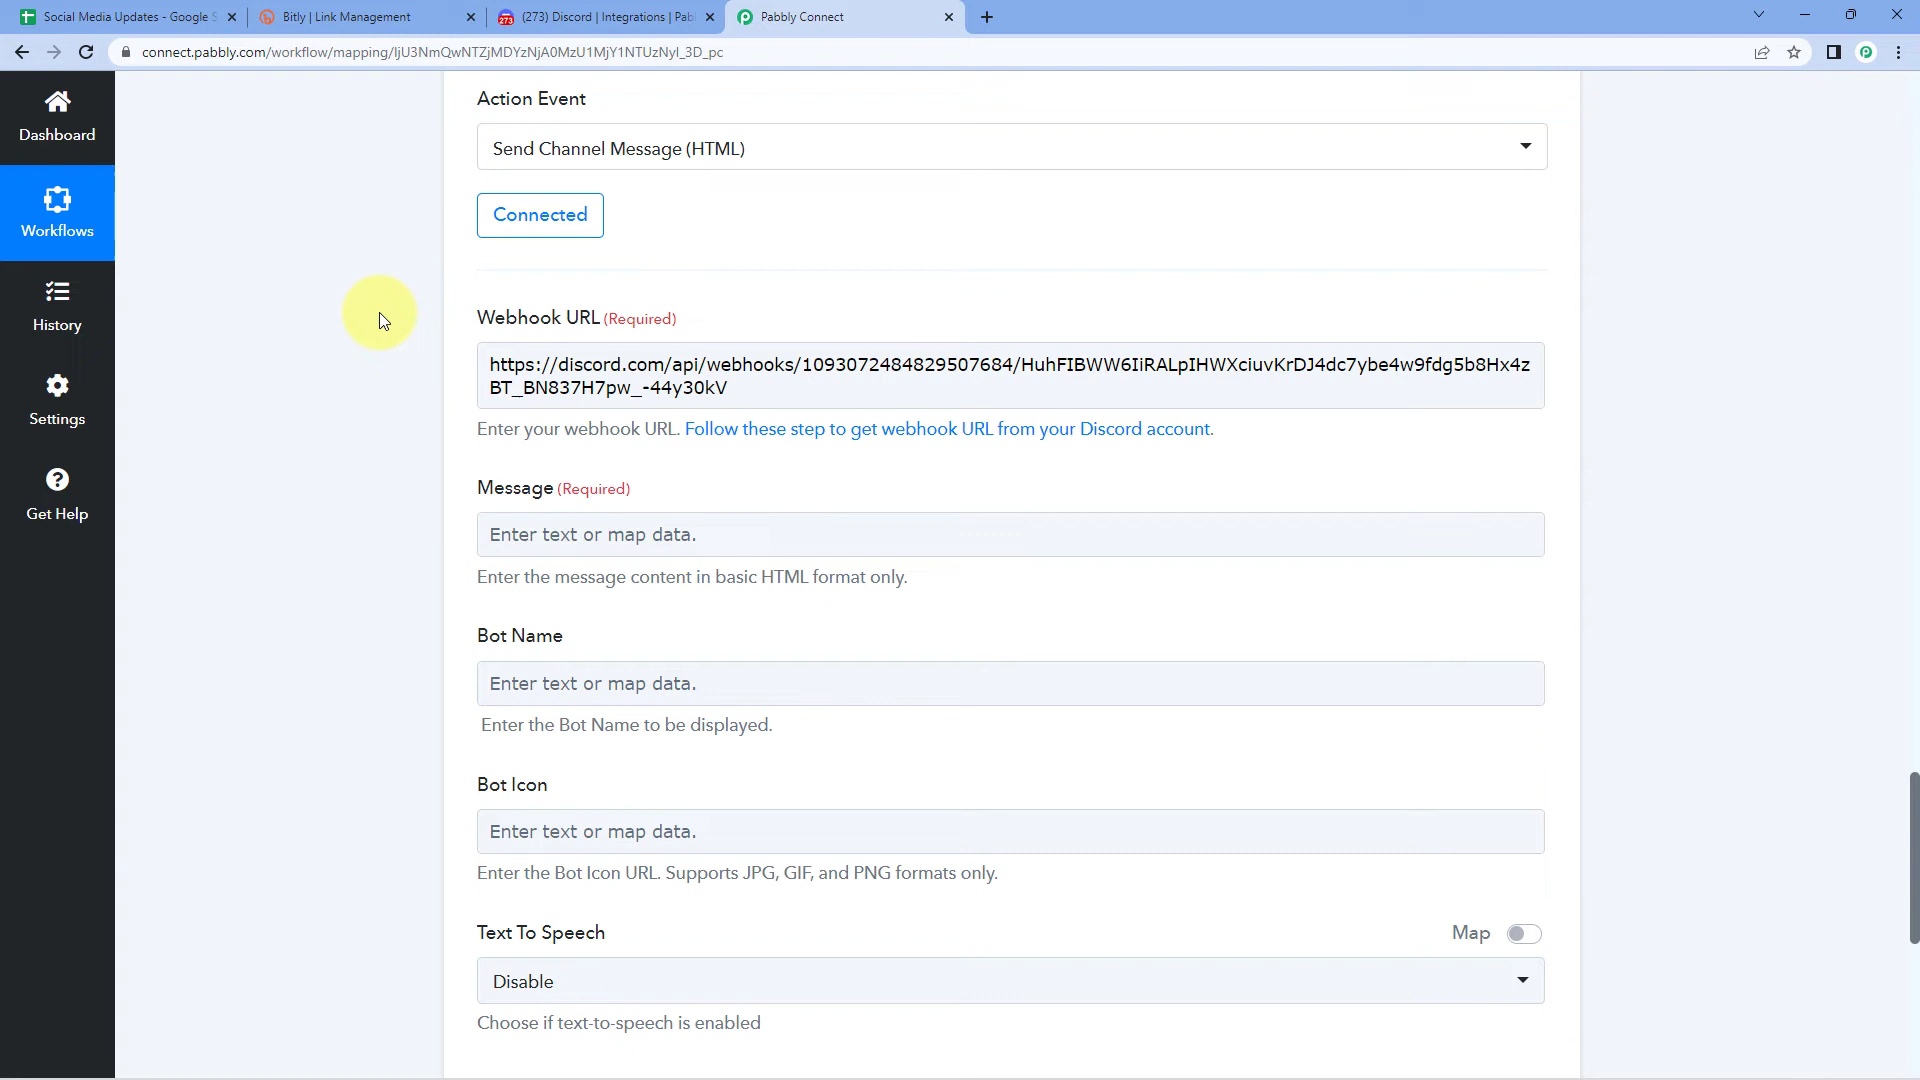 Social Media Updates - Google S
Bitly | Link Management
273
(273) Discord | Integrations | Pab
Pabbly Connect
connect.pabbly.com/workflow/mapping/IjU3NmQwNTZjMDYzNjA0MzU1MjY1NTUzNyI_3D_pc
Dashboard
Workflows
History
Settings
Get Help
Action Event
Send Channel Message (HTML)
Connected
Webhook URL (Required)
https://discord.com/api/webhooks/1093072484829507684/HuhFIBWW6IiRALpIHWXciuvKrDJ4dc7ybe4w9fdg5b8Hx4z
BT_BN837H7pw_-44y30kV
Enter your webhook URL. Follow these step to get webhook URL from your Discord account.
Message (Required)
Enter text or map data.
Enter the message content in basic HTML format only.
Bot Name
Enter text or map data.
Enter the Bot Name to be displayed.
Bot Icon
Enter text or map data.
Enter the Bot Icon URL. Supports JPG, GIF, and PNG formats only.
Text To Speech
Map
Disable
Choose if text-to-speech is enabled